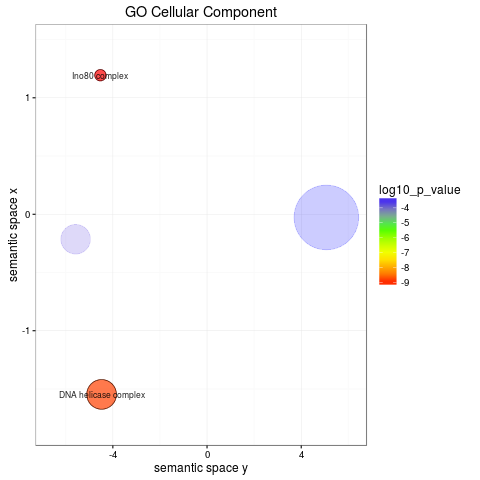 GO Cellular Component
Ino80 complex
1
0
-1
DNA helicase complex
-4
0
4
semantic space y
semantic space x
log10_p_value
-4
-5
-6
-7
-8
-9